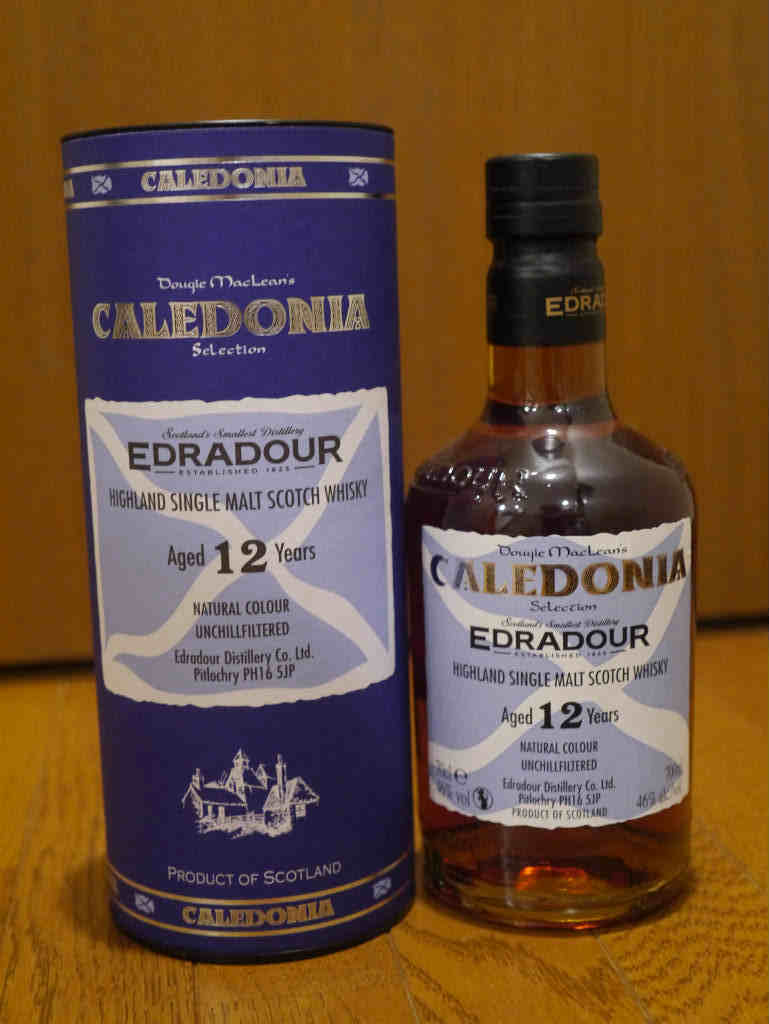 CALEDONIA
Dougie MacLean's
CALEDONIA
Selection
Scotland's Smallest Distillery
EDRADOUR
ESTABLISHED 1825
HIGHLAND SINGLE MALT SCOTCH WHISKY
Aged 12 Years
NATURAL COLOUR
UNCHILLFILTERED
Edradour Distillery Co. Ltd.
Pitlochry PH16 5JP
PRODUCT OF SCOTLAND
CALEDONIA
EDRADO
Dougie MacLean's
CALEDONIA
Selection
Scotland's Smallest Distillery
EDRADOUR
ESTABLISHED 1825
HIGHLAND SINGLE MALT SCOTCH WHISKY
Aged 12 Years
NATURAL COLOUR
UNCHILLFILTERED
Edradour Distillery Co. Ltd.
Pitlochry PH16 5JP
PRODUCT OF SCOTLAND
46%